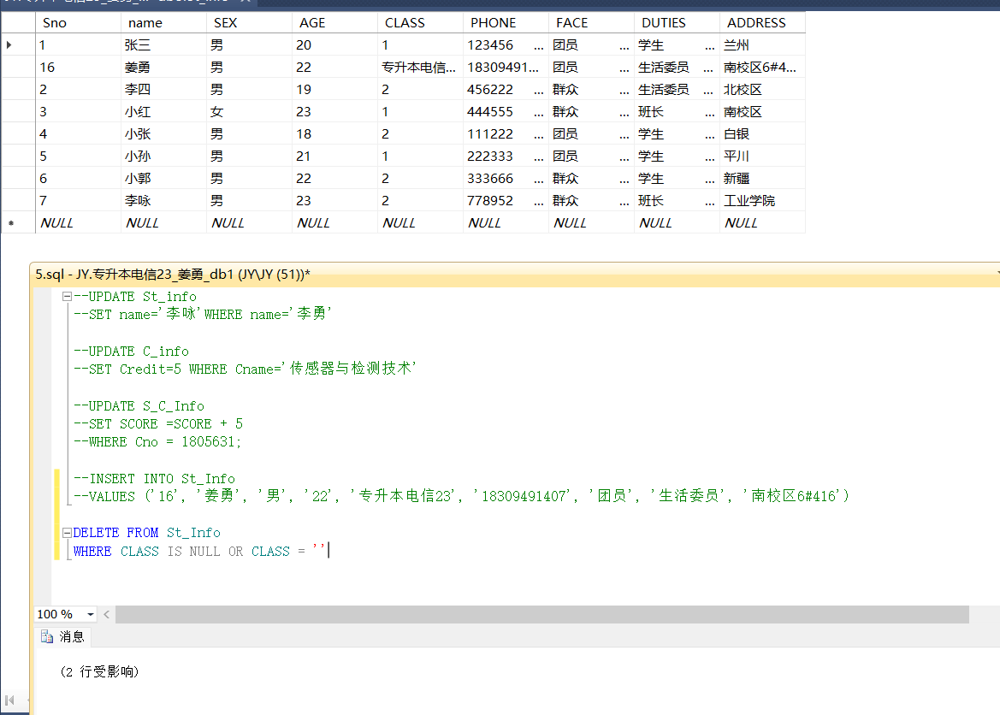 Sno name SEX AGE CLASS PHONE FACE DUTIES ADDRESS
1 张三 男 20 1 123456 ... 团员 ... 学生 ... 兰州
16 姜勇 男 22 专升本电信... 18309491... 团员 ... 生活委员 ... 南校区6#4...
2 李四 男 19 2 456222 ... 群众 ... 生活委员 ... 北校区
3 小红 女 23 1 444555 ... 群众 ... 班长 ... 南校区
4 小张 男 18 2 111222 ... 团员 ... 学生 ... 白银
5 小孙 男 21 1 222333 ... 团员 ... 学生 ... 平川
6 小郭 男 22 2 333666 ... 群众 ... 学生 ... 新疆
7 李咏 男 23 2 778952 ... 群众 ... 班长 ... 工业学院
NULL NULL NULL NULL NULL NULL NULL NULL NULL
5.sql - JY.专升本电信23_姜勇_db1 (JY\JY (51))*
--UPDATE St_info
--SET name='李咏'WHERE name='李勇'
--UPDATE C_info
--SET Credit=5 WHERE Cname='传感器与检测技术'
--UPDATE S_C_Info
--SET SCORE =SCORE + 5
--WHERE Cno = 1805631;
--INSERT INTO St_Info
--VALUES ('16', '姜勇', '男', '22', '专升本电信23', '18309491407', '团员', '生活委员', '南校区6#416')
DELETE FROM St_Info
WHERE CLASS IS NULL OR CLASS = ''
100 %
消息
(2 行受影响)